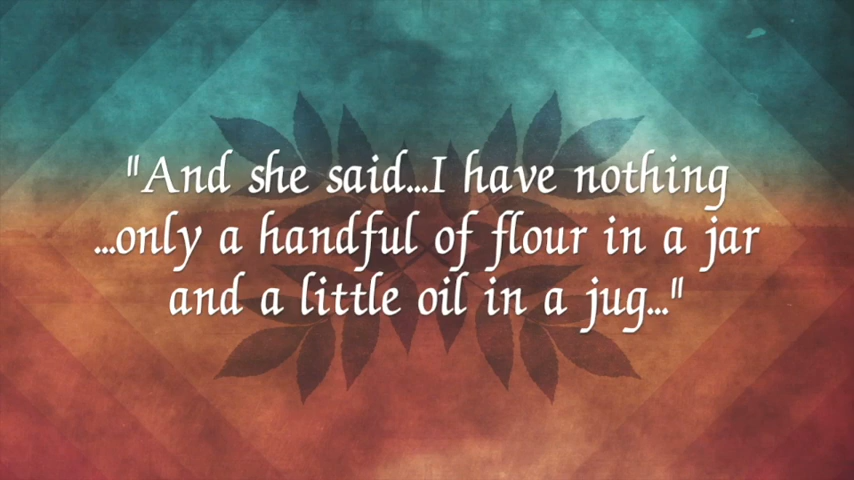 "And she said...I have nothing
...only a handful of flour in a jar
and a little oil in a jug..."